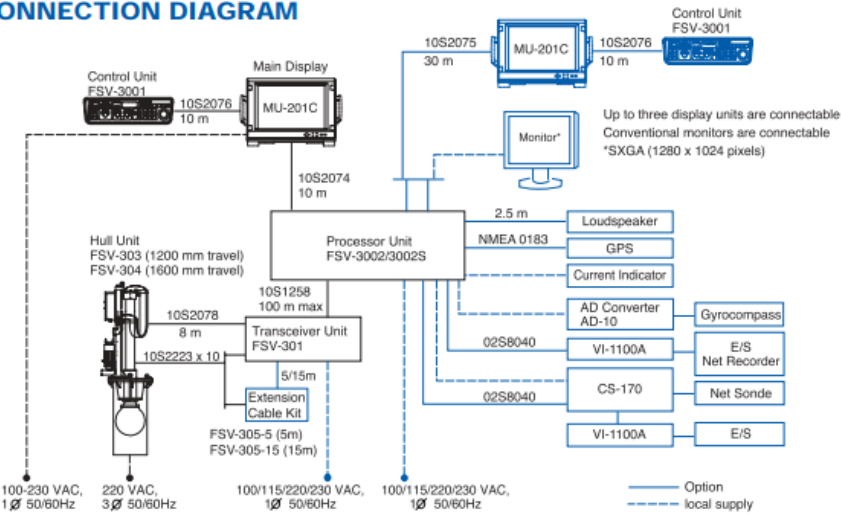 ONNECTION DIAGRAM
Control Unit
FSV-3001
10S2075
30 m
MU-201C
10S2076
10 m
Main Display
Control Unit
FSV-3001
10S2076
10 m
MU-201C
Monitor*
Up to three display units are connectable
Conventional monitors are connectable
*SXGA (1280 x 1024 pixels)
10S2074
10 m
Processor Unit
FSV-3002/3002S
2.5 m
Loudspeaker
NMEA 0183
GPS
Current Indicator
AD Converter
AD-10
Gyrocompass
02S8040
VI-1100A
E/S
Net Recorder
02S8040
CS-170
Net Sonde
VI-1100A
E/S
Hull Unit
FSV-303 (1200 mm travel)
FSV-304 (1600 mm travel)
10S1258
100 m max
10S2078
8 m
Transceiver Unit
FSV-301
10S2223 x 10
5/15m
Extension
Cable Kit
FSV-305-5 (5m)
FSV-305-15 (15m)
100-230 VAC,
1Ø 50/60Hz
220 VAC,
3Ø 50/60Hz
100/115/220/230 VAC,
1Ø 50/60Hz
100/115/220/230 VAC,
1Ø 50/60Hz
Option
local supply